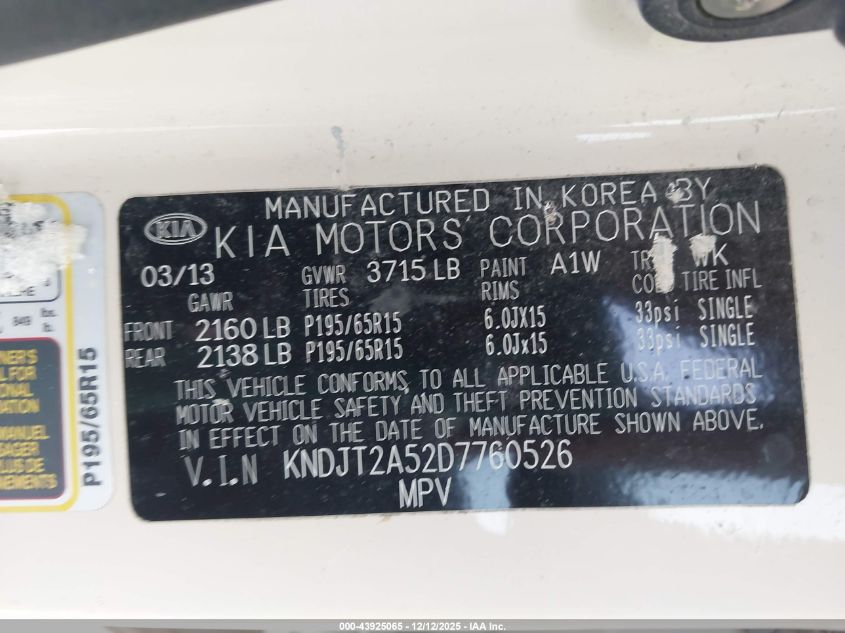 MANUFACTURED IN KOREA BY
KIA KIA MOTORS CORPORATION
03/13 GVWR 3715 LB PAINT A1W WK
GAWR TIRES RIMS TIRE INFL
FRONT 2160 LB P195/65R15 6.0JX15 33psi SINGLE
REAR 2138 LB P195/65R15 6.0Jx15 33psi SINGLE
THIS VEHICLE CONFORMS TO ALL APPLICABLE U.S.A. FEDERAL
MOTOR VEHICLE SAFETY AND THEFT PREVENTION STANDARDS
IN EFFECT ON THE DATE OF MANUFACTURE SHOWN ABOVE.
V.I.N KNDJT2A52D7760526
MPV
849 lbs.
P195/65R15
000-43925065 - 12/12/2025 - IAA Inc.